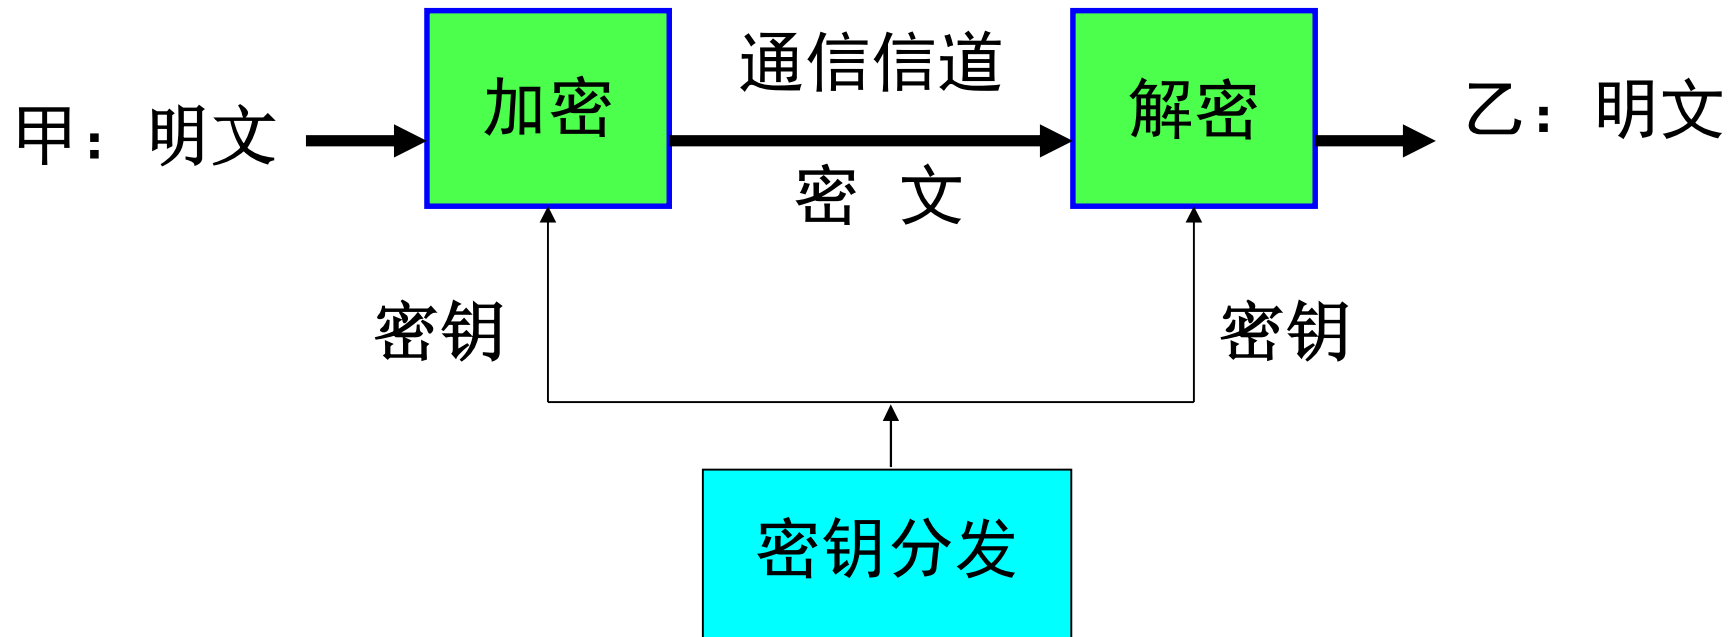 甲：明文
加密
通信信道
密 文
解密
乙：明文
密钥
密钥
密钥分发